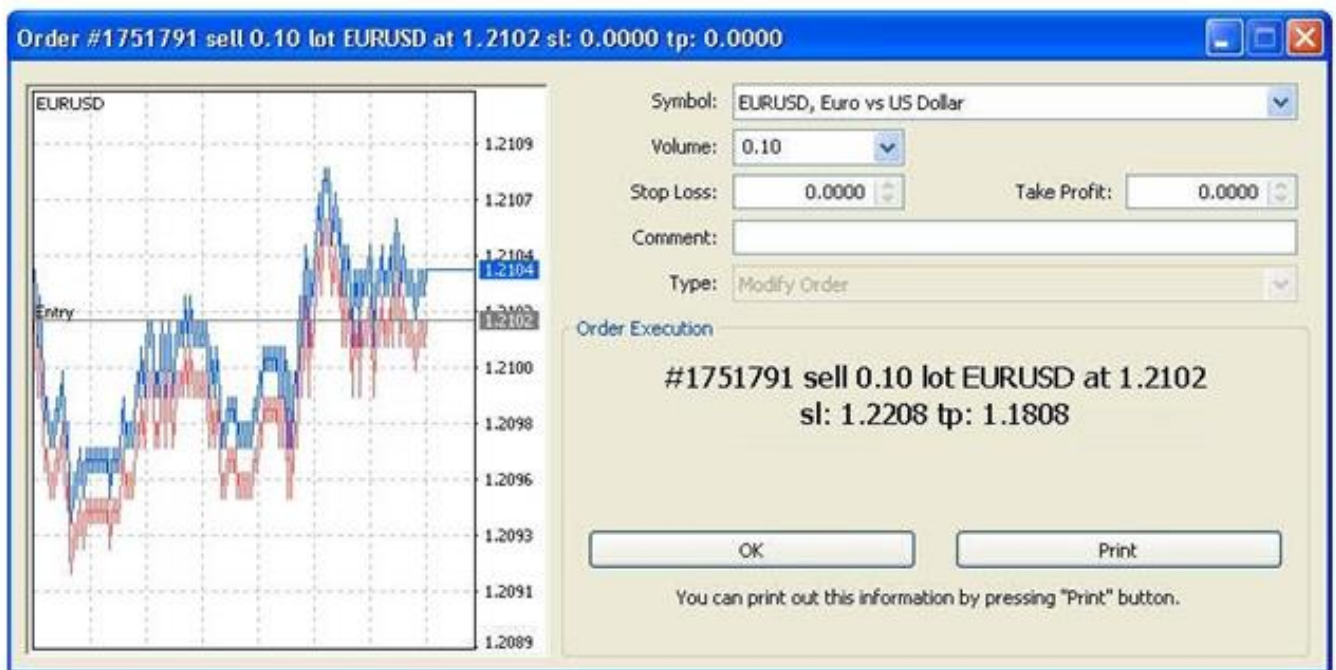 Order #1751791 sell 0.10 lot EURUSD at 1.2102 sl: 0.0000 tp: 0.0000
EURUSD
1.2109
1.2107
1.2104
1.2104
Entry
1.2102
1.2100
1.2098
1.2096
1.2093
1.2091
1.2089
Symbol: EURUSD, Euro vs US Dollar
Volume: 0.10
Stop Loss: 0.0000 Take Profit: 0.0000
Comment:
Type: Modify Order
Order Execution
#1751791 sell 0.10 lot EURUSD at 1.2102
sl: 1.2208 tp: 1.1808
OK Print
You can print out this information by pressing "Print" button.